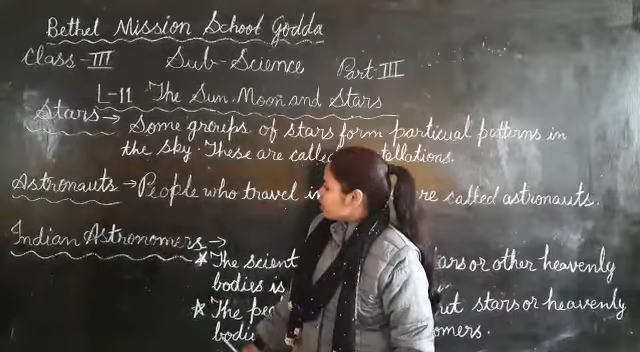 Bethel Mission School Godda
Class-III Sub-Science Part-III
L-11 The Sun, Moon and Stars
Stars → Some groups of stars form particual patterns in
the sky. These are calle tellations.
Astronauts → People who travel in re called astronauts.
Indian Astronomers →
* The scient ars or other heavenly
bodies is
* The pe ut stars or heavenly
bodi omers.